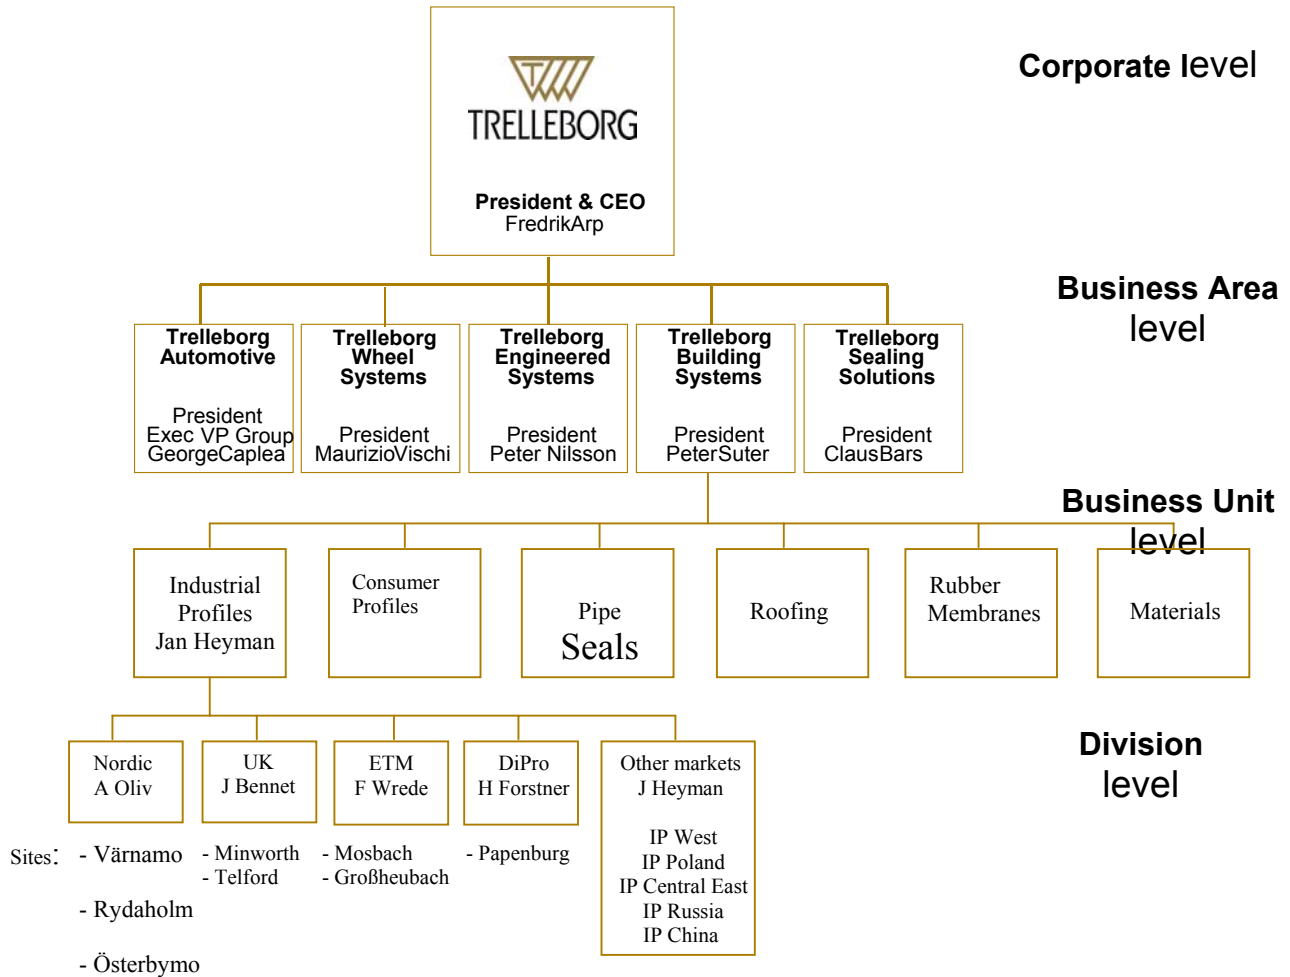 Corporate level
TRELLEBORG
President & CEO
FredrikArp
Business Area
level
Trelleborg
Automotive
President
Exec VP Group
GeorgeCaplea
Trelleborg
Wheel
Systems
President
MaurizioVischi
Trelleborg
Engineered
Systems
President
Peter Nilsson
Trelleborg
Building
Systems
President
PeterSuter
Trelleborg
Sealing
Solutions
President
ClausBars
Business Unit
level
Industrial
Profiles
Jan Heyman
Consumer
Profiles
Pipe
Seals
Roofing
Rubber
Membranes
Materials
Division
level
Nordic
A Oliv
UK
J Bennet
ETM
F Wrede
DiPro
H Forstner
Other markets
J Heyman
IP West
IP Poland
IP Central East
IP Russia
IP China
Sites:
- Värnamo
- Rydaholm
- Österbymo
- Minworth
- Telford
- Mosbach
- Großheubach
- Papenburg